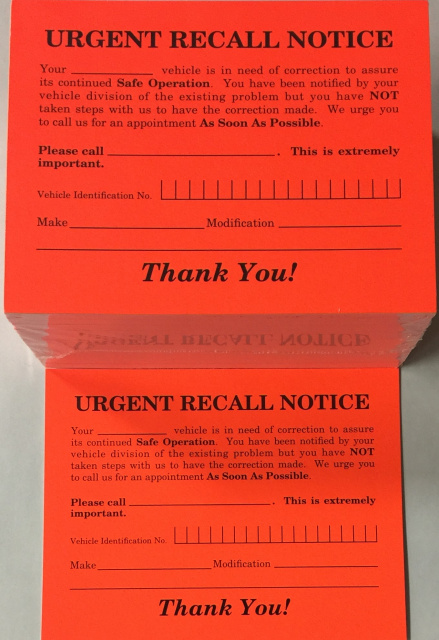 URGENT RECALL NOTICE
Your ____________ vehicle is in need of correction to assure
its continued Safe Operation. You have been notified by your
vehicle division of the existing problem but you have NOT
taken steps with us to have the correction made. We urge you
to call us for an appointment As Soon As Possible.
Please call ____________. This is extremely
important.
Vehicle Identification No.
Make ____________ Modification ____________
Thank You!
URGENT RECALL NOTICE
URGENT RECALL NOTICE
Your ____________ vehicle is in need of correction to assure
its continued Safe Operation. You have been notified by your
vehicle division of the existing problem but you have NOT
taken steps with us to have the correction made. We urge you
to call us for an appointment As Soon As Possible.
Please call ____________. This is extremely
important.
Vehicle Identification No.
Make ____________ Modification ____________
Thank You!